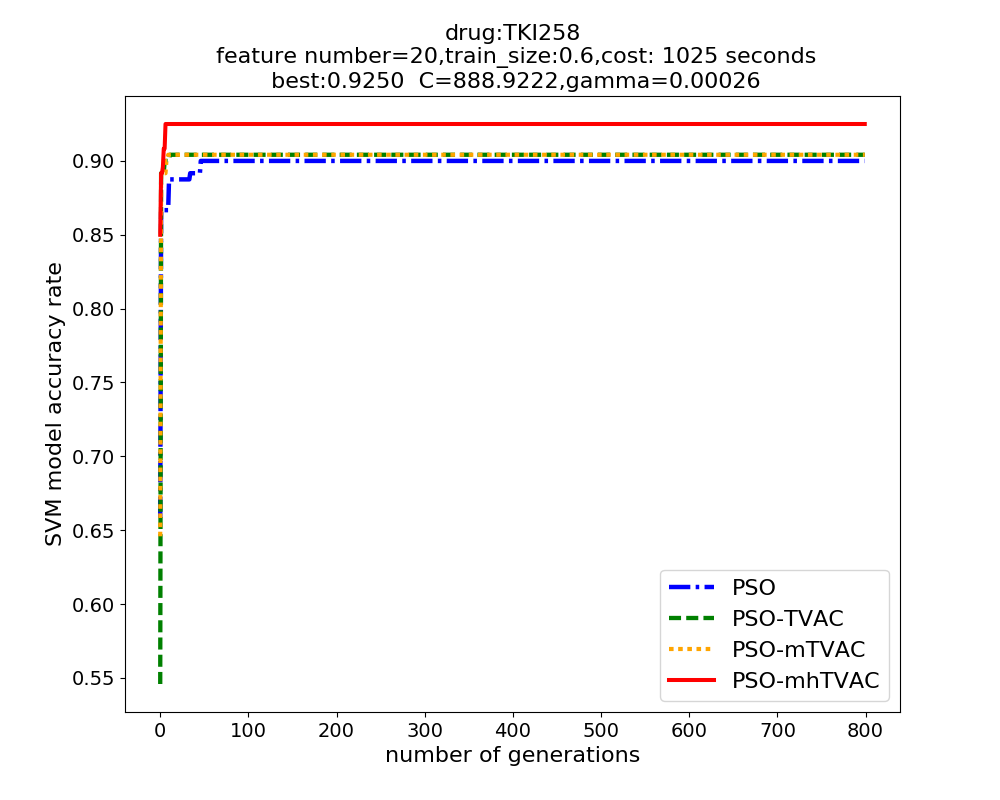 drug:TKI258
feature number=20,train_size:0.6,cost: 1025 seconds
best:0.9250  C=888.9222,gamma=0.00026
SVM model accuracy rate
0.90
0.85
0.80
0.75
0.70
0.65
0.60
0.55
PSO
PSO-TVAC
PSO-mTVAC
PSO-mhTVAC
0 100 200 300 400 500 600 700 800
number of generations